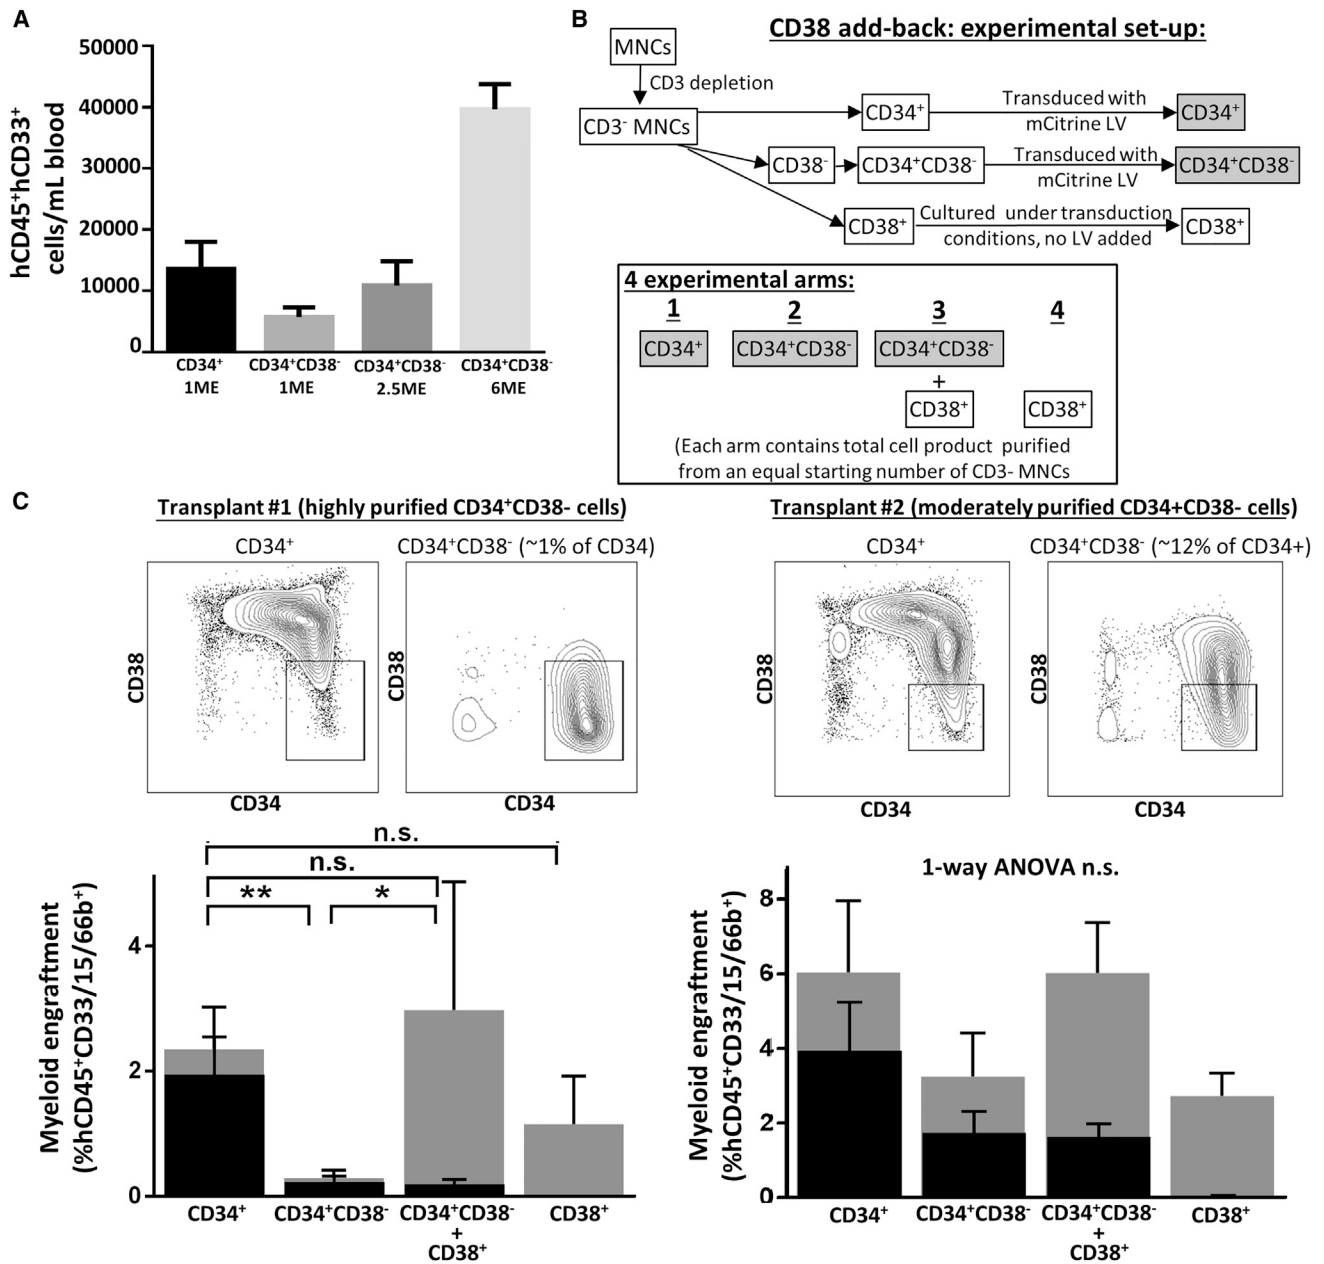 A
50000
40000
30000
20000
10000
0
hCD45⁺hCD33⁺
cells/mL blood
CD34⁺
1ME
CD34⁺CD38⁻
1ME
CD34⁺CD38⁻
2.5ME
CD34⁺CD38⁻
6ME
B
CD38 add-back: experimental set-up:
MNCs
CD3 depletion
CD3⁻ MNCs
CD34⁺
Transduced with
mCitrine LV
CD34⁺
CD38⁻
CD34⁺CD38⁻
Transduced with
mCitrine LV
CD34⁺CD38⁻
CD38⁺
Cultured under transduction
conditions, no LV added
CD38⁺
4 experimental arms:
1
2
3
4
CD34⁺
CD34⁺CD38⁻
CD34⁺CD38⁻
+
CD38⁺
CD38⁺
(Each arm contains total cell product purified
from an equal starting number of CD3- MNCs
C
Transplant #1 (highly purified CD34⁺CD38- cells)
CD34⁺
CD34⁺CD38⁻ (~1% of CD34)
CD38
CD34
CD38
CD34
Transplant #2 (moderately purified CD34+CD38- cells)
CD34⁺
CD34⁺CD38⁻ (~12% of CD34+)
CD38
CD34
CD38
CD34
n.s.
n.s.
**
*
4
2
0
Myeloid engraftment
(%hCD45⁺CD33/15/66b⁺)
CD34⁺
CD34⁺CD38⁻
CD34⁺CD38⁻
+
CD38⁺
CD38⁺
1-way ANOVA n.s.
8
6
4
2
0
Myeloid engraftment
(%hCD45⁺CD33/15/66b⁺)
CD34⁺
CD34⁺CD38⁻
CD34⁺CD38⁻
+
CD38⁺
CD38⁺